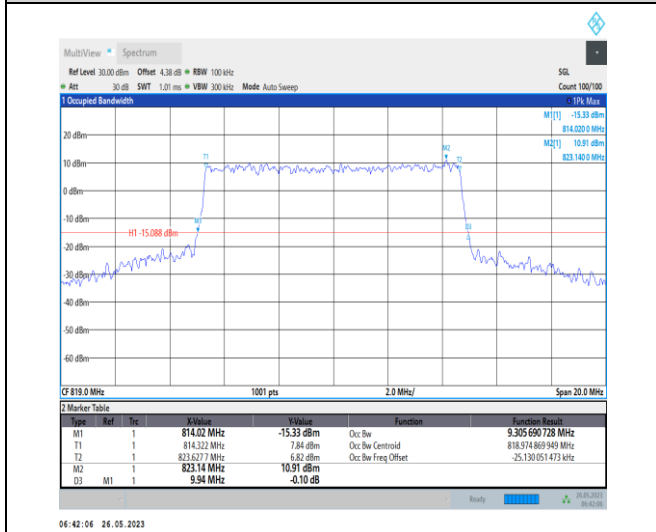 MultiView Spectrum
Ref Level 30.00 dBm Offset 4.38 dB RBW 100 kHz SGL
Att 30 dB SWT 1.01 ms VBW 300 kHz Mode Auto Sweep Count 100/100
1 Occupied Bandwidth 1Pk Max
M1[1] -15.33 dBm
814.0200 MHz
M2[1] 10.91 dBm
823.1400 MHz
20 dBm
M2
T1
T2
10 dBm
0 dBm
-10 dBm
M1
D3
H1 -15.088 dBm
-30 dBm
-40 dBm
-50 dBm
-60 dBm
CF 819.0 MHz 1001 pts 2.0 MHz/ Span 20.0 MHz
2 Marker Table
Type Ref Trc X-Value Y-Value Function Function Result
M1 1 814.02 MHz -15.33 dBm Occ Bw 9.305 690 728 MHz
T1 1 814.322 MHz 7.84 dBm Occ Bw Centroid 818.974 869 949 MHz
T2 1 823.6277 MHz 6.82 dBm Occ Bw Freq Offset -25.130 051 473 kHz
M2 1 823.14 MHz 10.91 dBm
D3 M1 1 9.94 MHz -0.10 dB
Ready 26.05.2023
06:42:06
06:42:06 26.05.2023